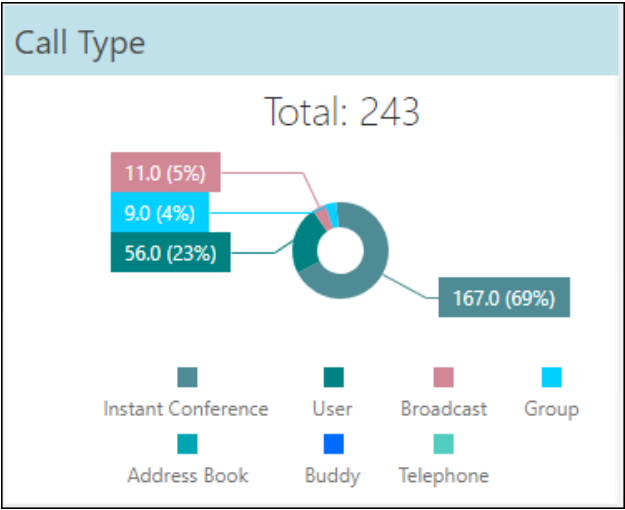 Call Type
Total: 243
11.0 (5%)
9.0 (4%)
56.0 (23%)
167.0 (69%)
Instant Conference User Broadcast Group
Address Book Buddy Telephone